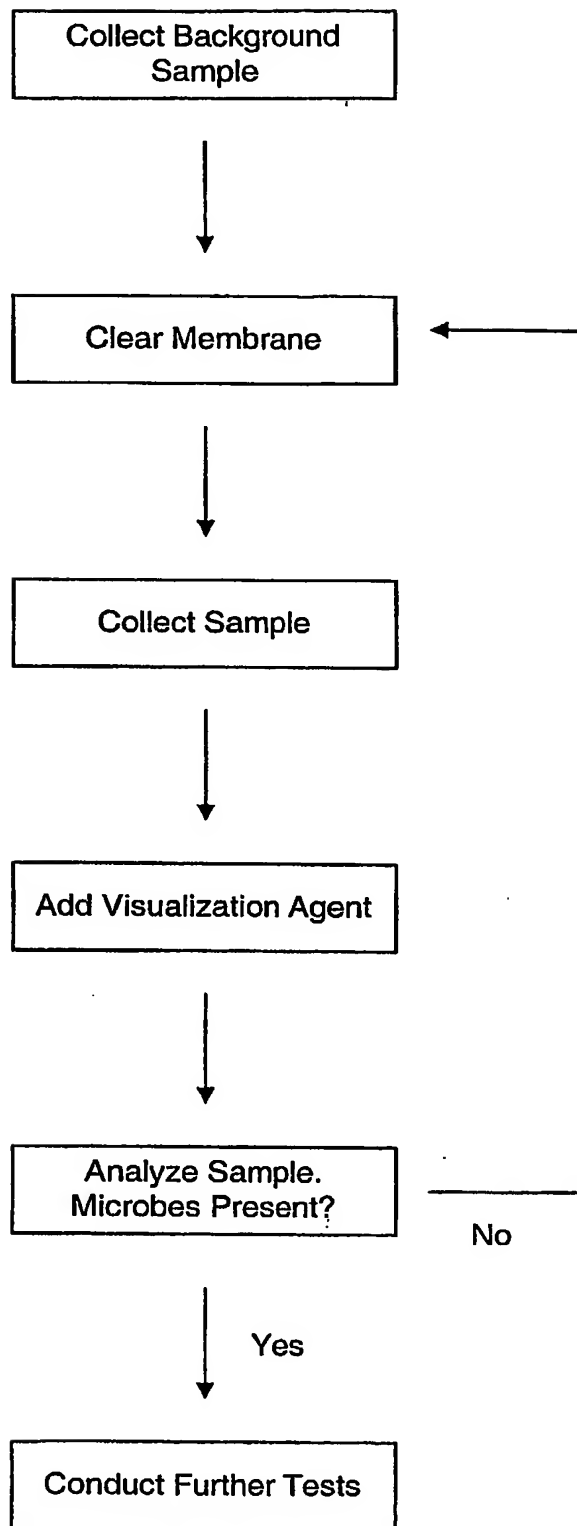 Collect Background
Sample
Clear Membrane
Collect Sample
Add Visualization Agent
Analyze Sample.
Microbes Present?
No
Yes
Conduct Further Tests